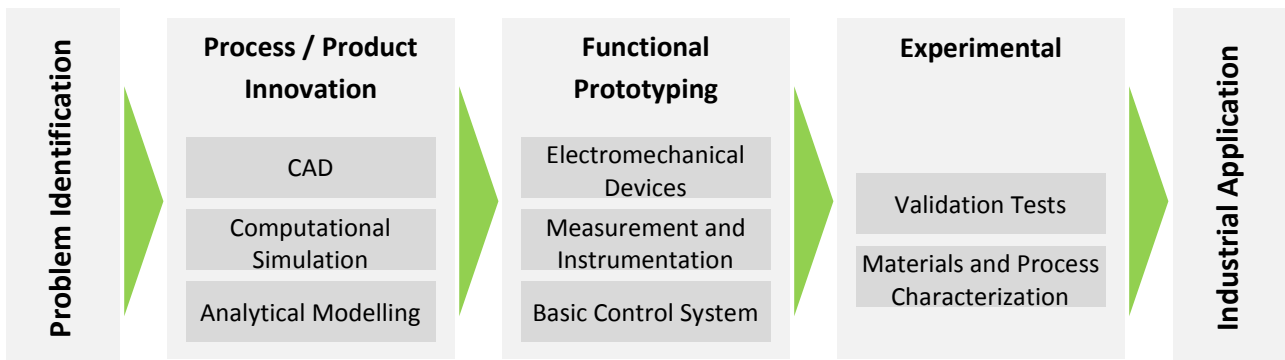 Problem Identification
Process / Product
Innovation
CAD
Computational
Simulation
Analytical Modelling
Functional
Prototyping
Electromechanical
Devices
Measurement and
Instrumentation
Basic Control System
Experimental
Validation Tests
Materials and Process
Characterization
Industrial Application